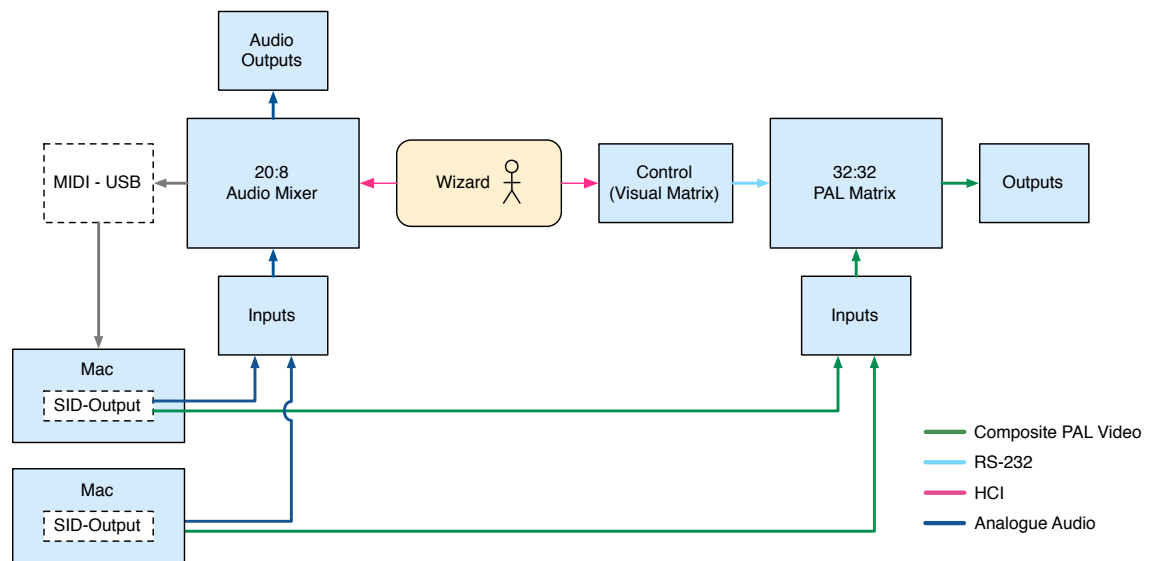 Audio
Outputs
MIDI - USB
20:8
Audio Mixer
Wizard
Control
(Visual Matrix)
32:32
PAL Matrix
Outputs
Inputs
Inputs
Mac
SID-Output
Mac
SID-Output
Composite PAL Video
RS-232
HCI
Analogue Audio